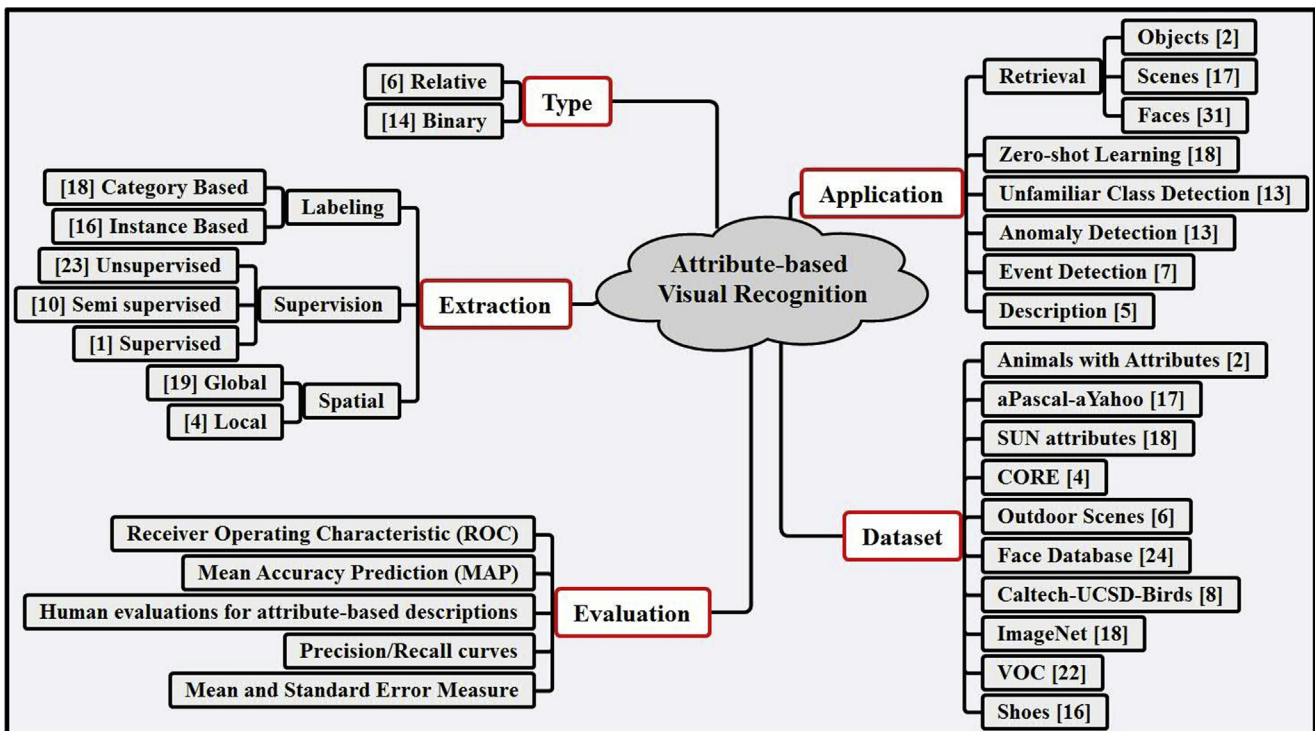 Attribute-based
Visual Recognition
Type
[6] Relative
[14] Binary
Extraction
Labeling
[18] Category Based
[16] Instance Based
Supervision
[23] Unsupervised
[10] Semi supervised
[1] Supervised
Spatial
[19] Global
[4] Local
Evaluation
Receiver Operating Characteristic (ROC)
Mean Accuracy Prediction (MAP)
Human evaluations for attribute-based descriptions
Precision/Recall curves
Mean and Standard Error Measure
Application
Retrieval
Objects [2]
Scenes [17]
Faces [31]
Zero-shot Learning [18]
Unfamiliar Class Detection [13]
Anomaly Detection [13]
Event Detection [7]
Description [5]
Dataset
Animals with Attributes [2]
aPascal-aYahoo [17]
SUN attributes [18]
CORE [4]
Outdoor Scenes [6]
Face Database [24]
Caltech-UCSD-Birds [8]
ImageNet [18]
VOC [22]
Shoes [16]